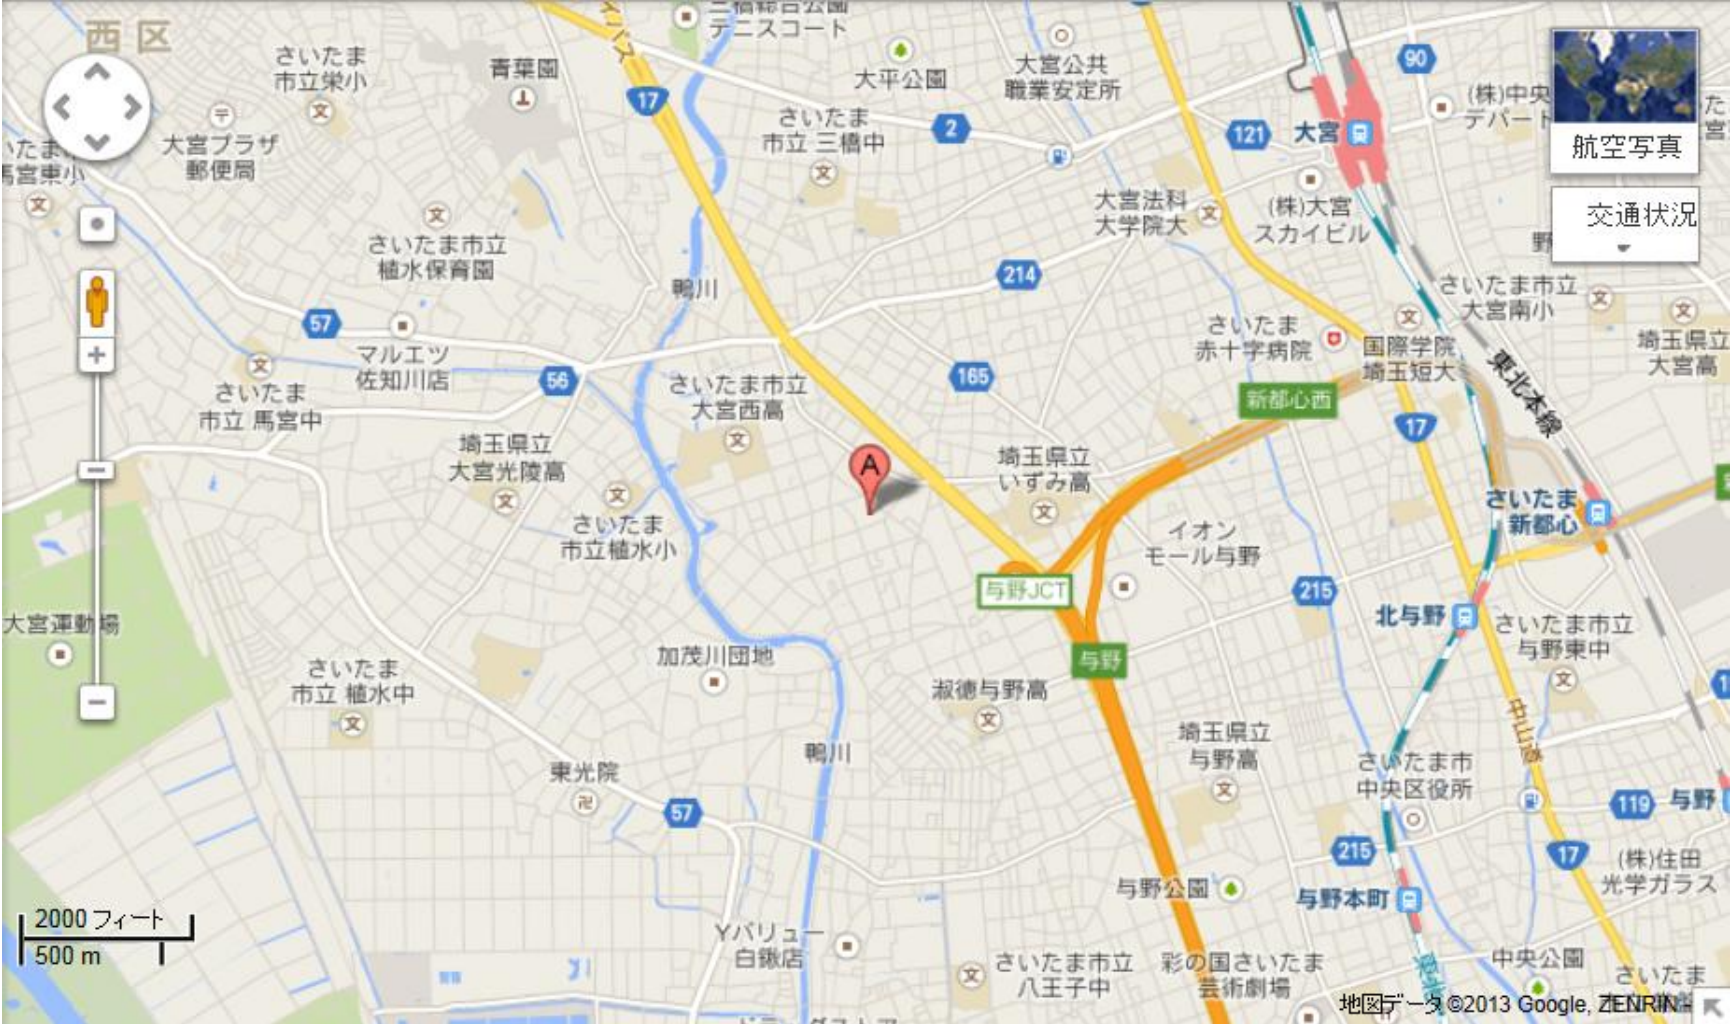 西区
三橋総合公園
テニスコート
イパス
さいたま
市立栄小
青葉園
大平公園
大宮公共
職業安定所
90
(株)中央
デパート
17
大宮プラザ
郵便局
さいたま
市立 三橋中
2
121
大宮
航空写真
いたま
馬宮東小
大宮法科
大学院大
(株)大宮
スカイビル
交通状況
野
さいたま市立
植水保育園
鴨川
214
さいたま市立
大宮南小
57
マルエツ
佐知川店
56
さいたま
赤十字病院
国際学院
埼玉短大
東北本線
埼玉県立
大宮高
さいたま
市立 馬宮中
さいたま市立
大宮西高
165
新都心西
17
埼玉県立
大宮光陵高
A
埼玉県立
いずみ高
さいたま
新都心
さいたま
市立植水小
イオン
モール与野
与野JCT
215
北与野
大宮運動場
さいたま市立
与野東中
さいたま
市立 植水中
加茂川団地
与野
淑徳与野高
中山道
鴨川
埼玉県立
与野高
さいたま市
中央区役所
東光院
57
119
与野
215
17
(株)住田
光学ガラス
与野公園
与野本町
2000 フィート
500 m
Yバリュー
白鍬店
さいたま市立
八王子中
彩の国さいたま
芸術劇場
中央公園
さいたま
地図データ ©2013 Google, ZENRIN -